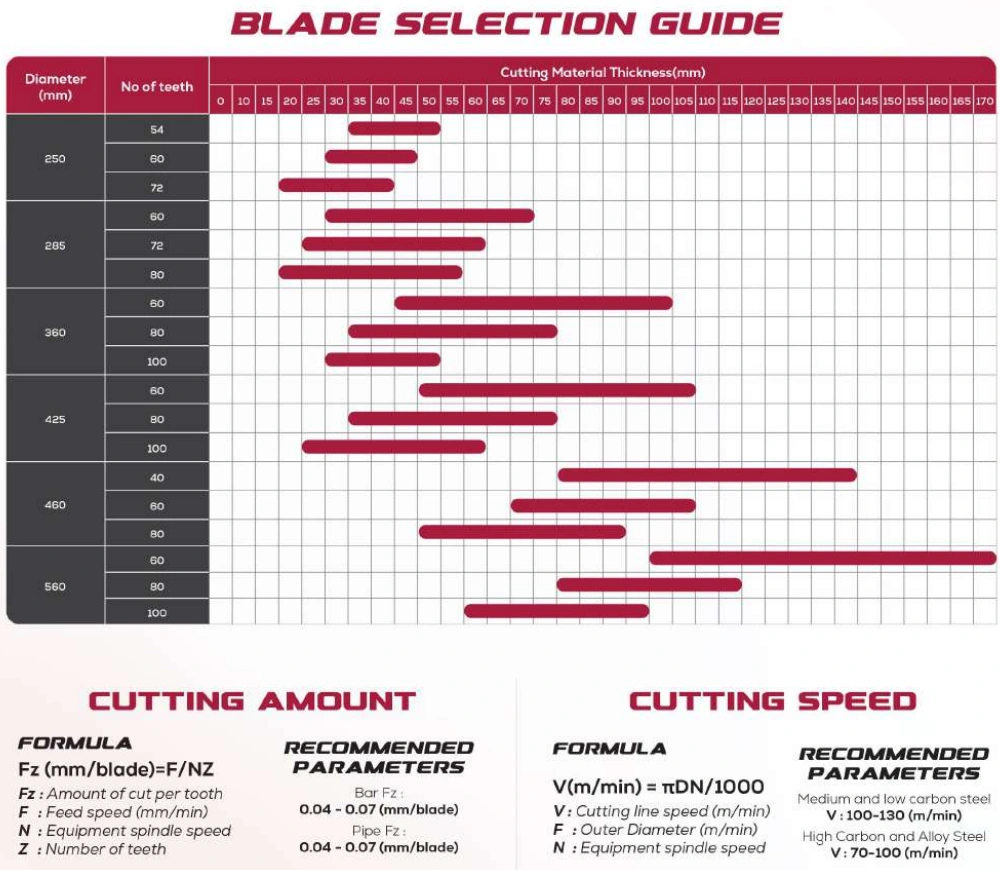 BLADE SELECTION GUIDE
Diameter (mm) No of teeth Cutting Material Thickness(mm)
0 10 15 20 25 30 35 40 45 50 55 60 65 70 75 80 85 90 95 100 105 110 115 120 125 130 135 140 145 150 155 160 165 170
250
54
60
72
285
60
72
80
360
60
80
100
425
60
80
100
460
40
60
80
560
60
80
100
CUTTING AMOUNT
FORMULA
Fz (mm/blade)=F/NZ
Fz : Amount of cut per tooth
F : Feed speed (mm/min)
N : Equipment spindle speed
Z : Number of teeth
RECOMMENDED
PARAMETERS
Bar Fz :
0.04 - 0.07 (mm/blade)
Pipe Fz :
0.04 - 0.07 (mm/blade)
CUTTING SPEED
FORMULA
V(m/min) = πDN/1000
V : Cutting line speed (m/min)
F : Outer Diameter (m/min)
N : Equipment spindle speed
RECOMMENDED
PARAMETERS
Medium and low carbon steel
V : 100-130 (m/min)
High Carbon and Alloy Steel
V : 70-100 (m/min)